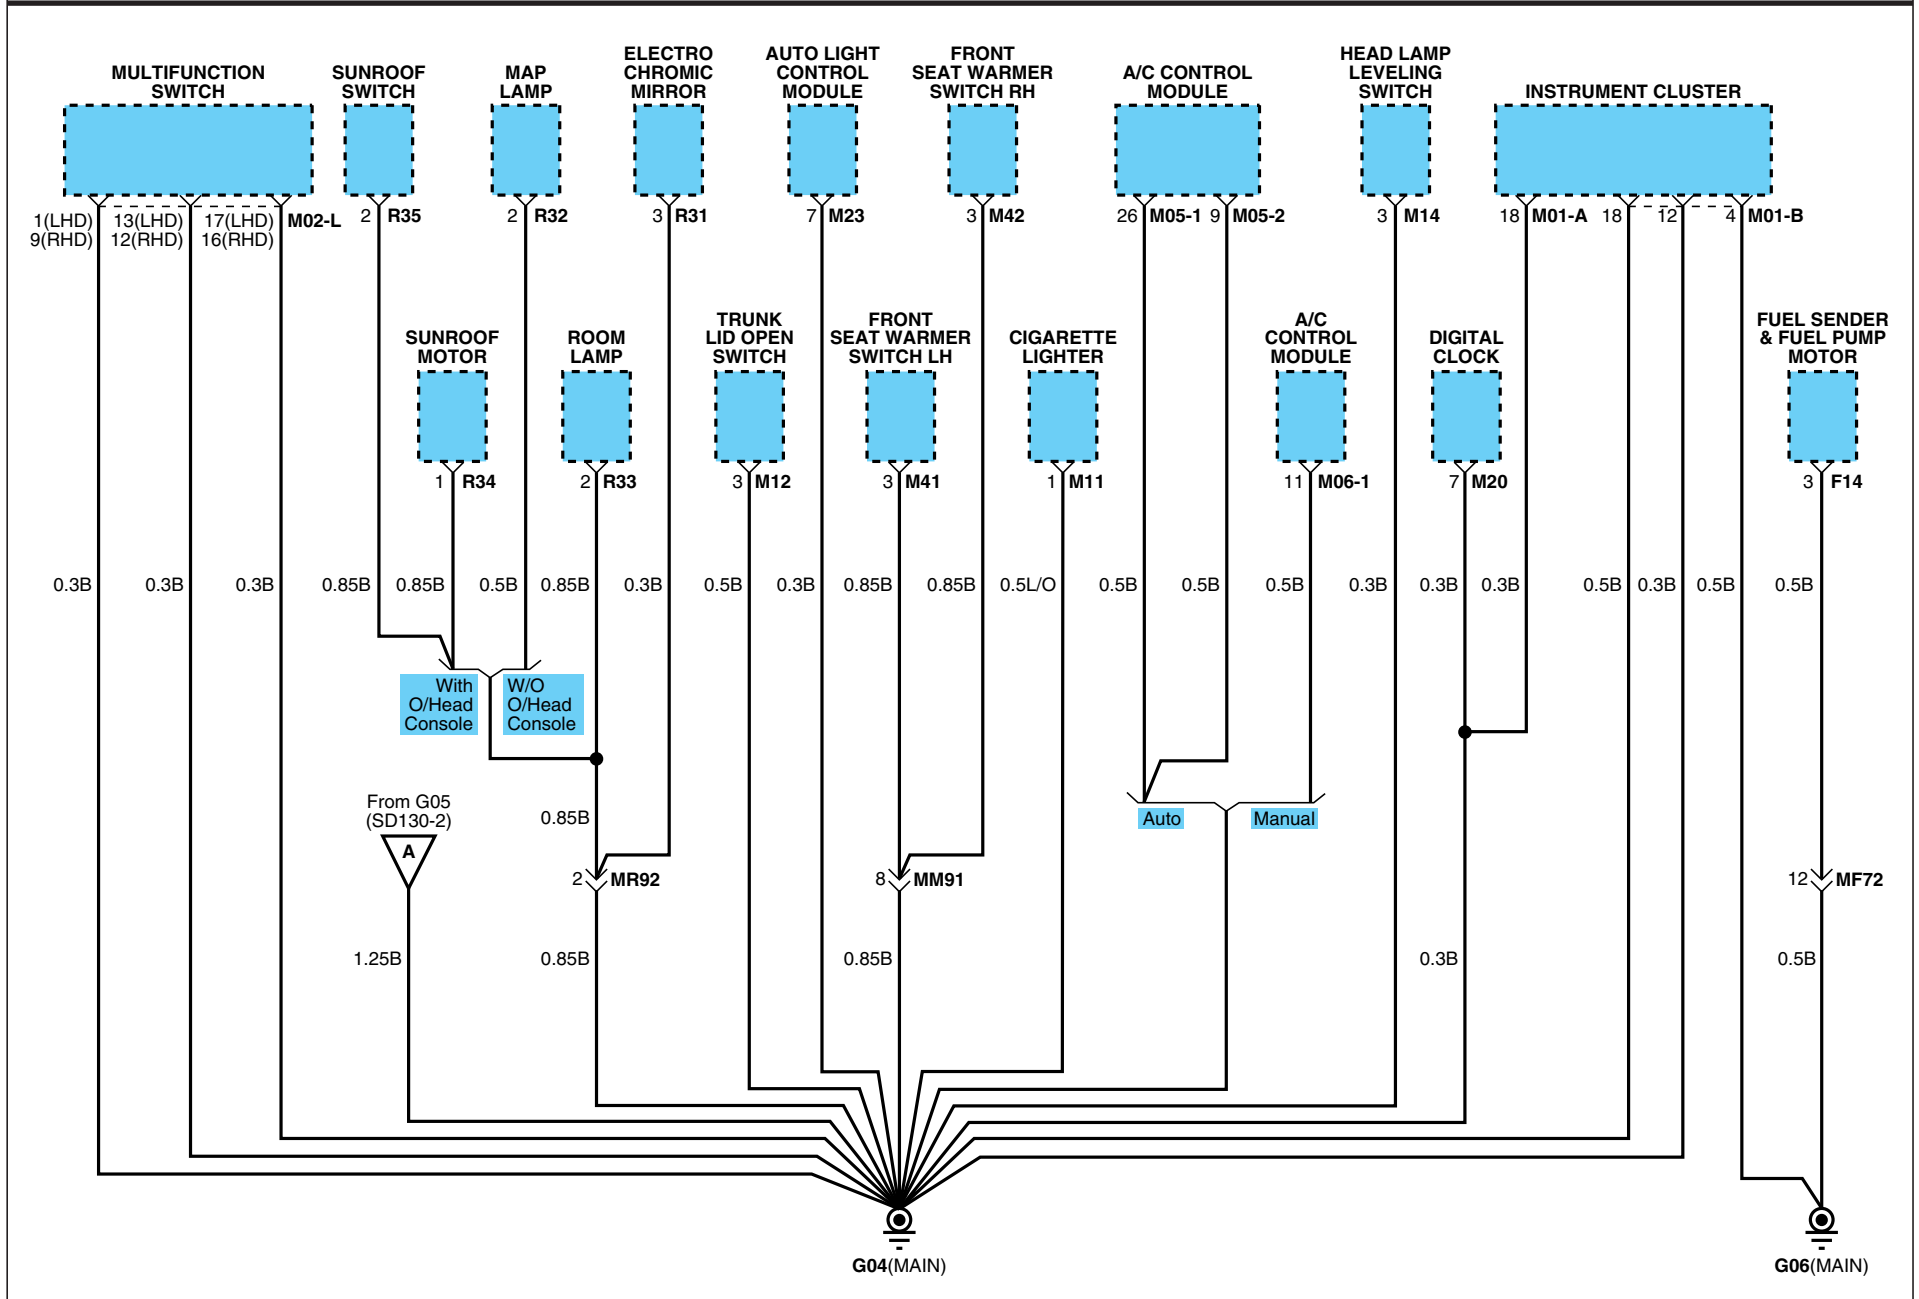 MULTIFUNCTION
SWITCH
SUNROOF
SWITCH
MAP
LAMP
ELECTRO
CHROMIC
MIRROR
AUTO LIGHT
CONTROL
MODULE
FRONT
SEAT WARMER
SWITCH RH
A/C CONTROL
MODULE
HEAD LAMP
LEVELING
SWITCH
INSTRUMENT CLUSTER
1(LHD)
9(RHD)
13(LHD)
12(RHD)
17(LHD)
16(RHD)
M02-L
2 R35
2 R32
3 R31
7 M23
3 M42
26 M05-1
9 M05-2
3 M14
18 M01-A
18
12
4 M01-B
SUNROOF
MOTOR
ROOM
LAMP
TRUNK
LID OPEN
SWITCH
FRONT
SEAT WARMER
SWITCH LH
CIGARETTE
LIGHTER
A/C
CONTROL
MODULE
DIGITAL
CLOCK
FUEL SENDER
& FUEL PUMP
MOTOR
1 R34
2 R33
3 M12
3 M41
1 M11
11 M06-1
7 M20
3 F14
0.3B
0.3B
0.3B
0.85B
0.85B
0.5B
0.85B
0.3B
0.5B
0.3B
0.85B
0.85B
0.5L/O
0.5B
0.5B
0.5B
0.3B
0.3B
0.3B
0.5B
0.3B
0.5B
0.5B
With
O/Head
Console
W/O
O/Head
Console
From G05
(SD130-2)
A
0.85B
Auto
Manual
2 MR92
8 MM91
12 MF72
1.25B
0.85B
0.85B
0.3B
0.5B
G04(MAIN)
G06(MAIN)